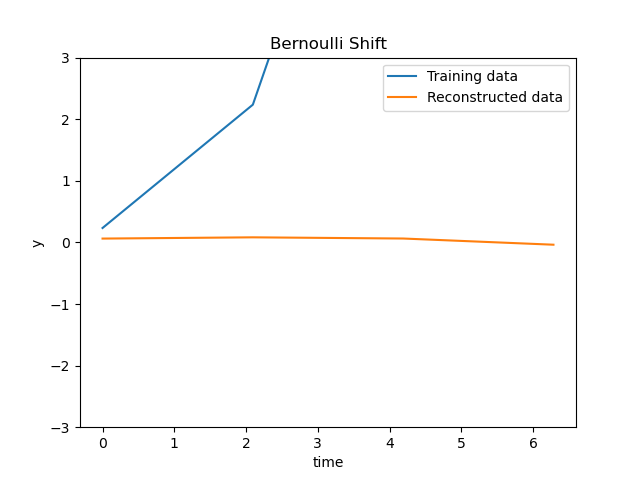 Bernoulli Shift
Training data
Reconstructed data
y
3
2
1
0
−1
−2
−3
0 1 2 3 4 5 6
time